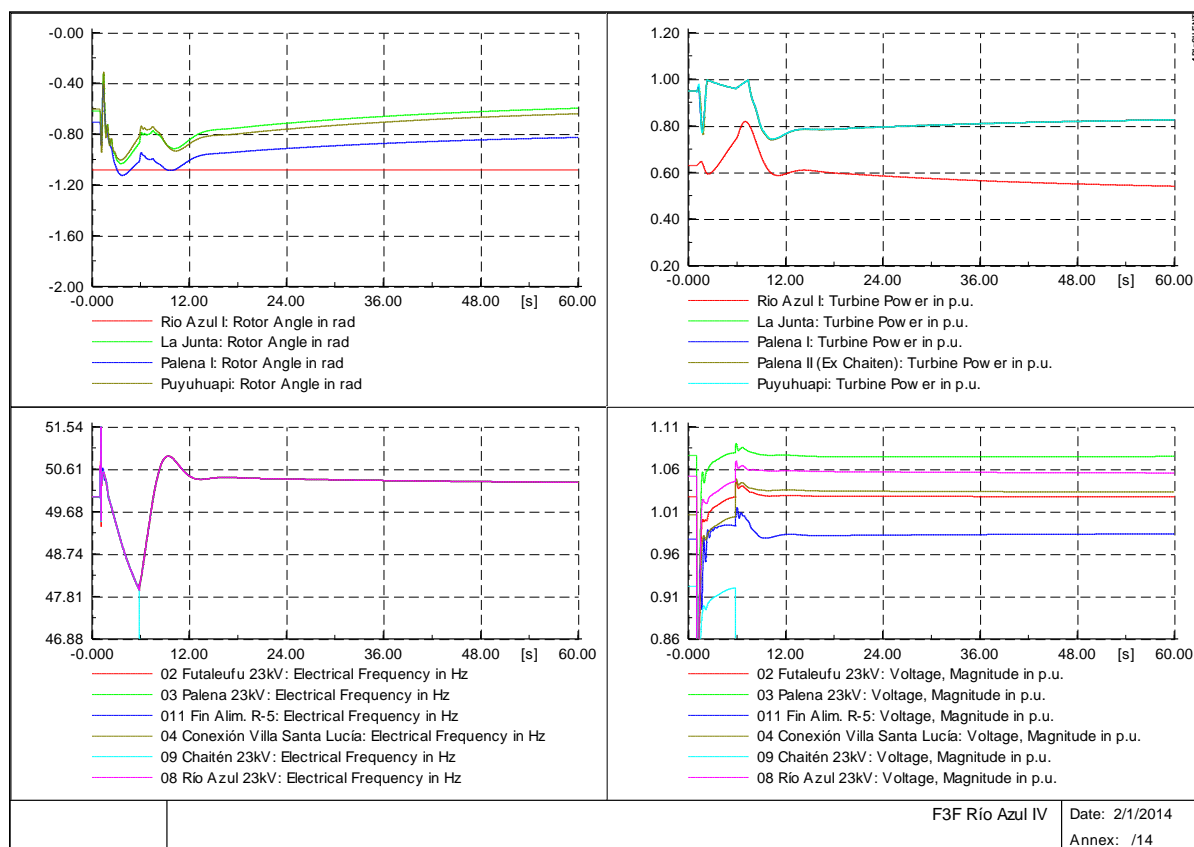 -0.00
-0.40
-0.80
-1.20
-1.60
-2.00
-0.000 12.00 24.00 36.00 48.00 [s] 60.00
Rio Azul I: Rotor Angle in rad
La Junta: Rotor Angle in rad
Palena I: Rotor Angle in rad
Puyuhuapi: Rotor Angle in rad
1.20
1.00
0.80
0.60
0.40
0.20
-0.000 12.00 24.00 36.00 48.00 [s] 60.00
Rio Azul I: Turbine Power in p.u.
La Junta: Turbine Power in p.u.
Palena I: Turbine Power in p.u.
Palena II (Ex Chaiten): Turbine Power in p.u.
Puyuhuapi: Turbine Power in p.u.
51.54
50.61
49.68
48.74
47.81
46.88
-0.000 12.00 24.00 36.00 48.00 [s] 60.00
02 Futaleufu 23kV: Electrical Frequency in Hz
03 Palena 23kV: Electrical Frequency in Hz
011 Fin Alim. R-5: Electrical Frequency in Hz
04 Conexión Villa Santa Lucía: Electrical Frequency in Hz
09 Chaitén 23kV: Electrical Frequency in Hz
08 Río Azul 23kV: Electrical Frequency in Hz
1.11
1.06
1.01
0.96
0.91
0.86
-0.000 12.00 24.00 36.00 48.00 [s] 60.00
02 Futaleufu 23kV: Voltage, Magnitude in p.u.
03 Palena 23kV: Voltage, Magnitude in p.u.
011 Fin Alim. R-5: Voltage, Magnitude in p.u.
04 Conexión Villa Santa Lucía: Voltage, Magnitude in p.u.
09 Chaitén 23kV: Voltage, Magnitude in p.u.
08 Río Azul 23kV: Voltage, Magnitude in p.u.
F3F Río Azul IV
Date: 2/1/2014
Annex: /14